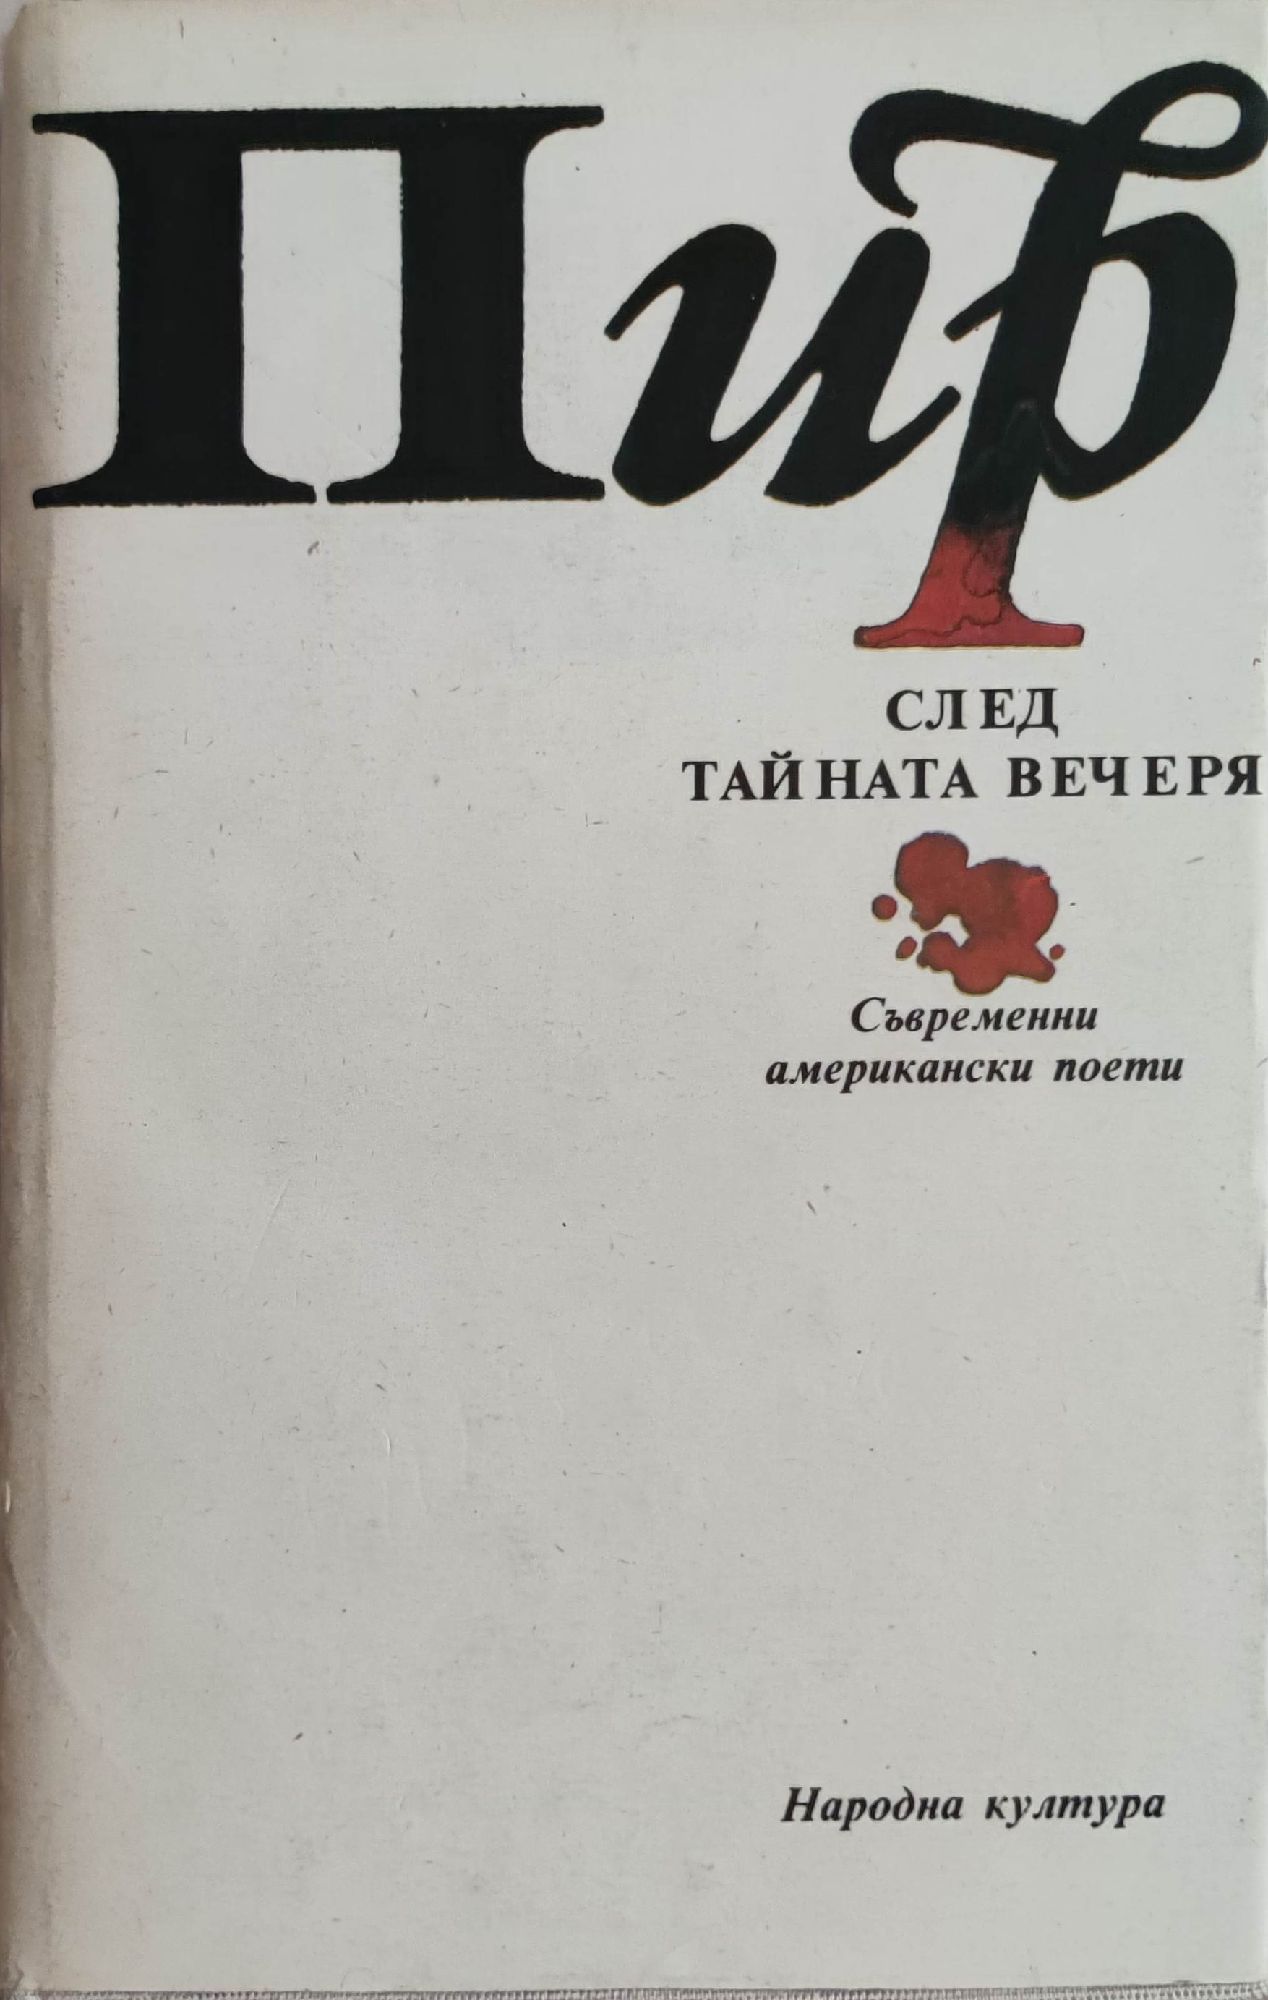 Пир
СЛЕД
ТАЙНАТА ВЕЧЕРЯ
Съвременни
американски поети
Народна култура